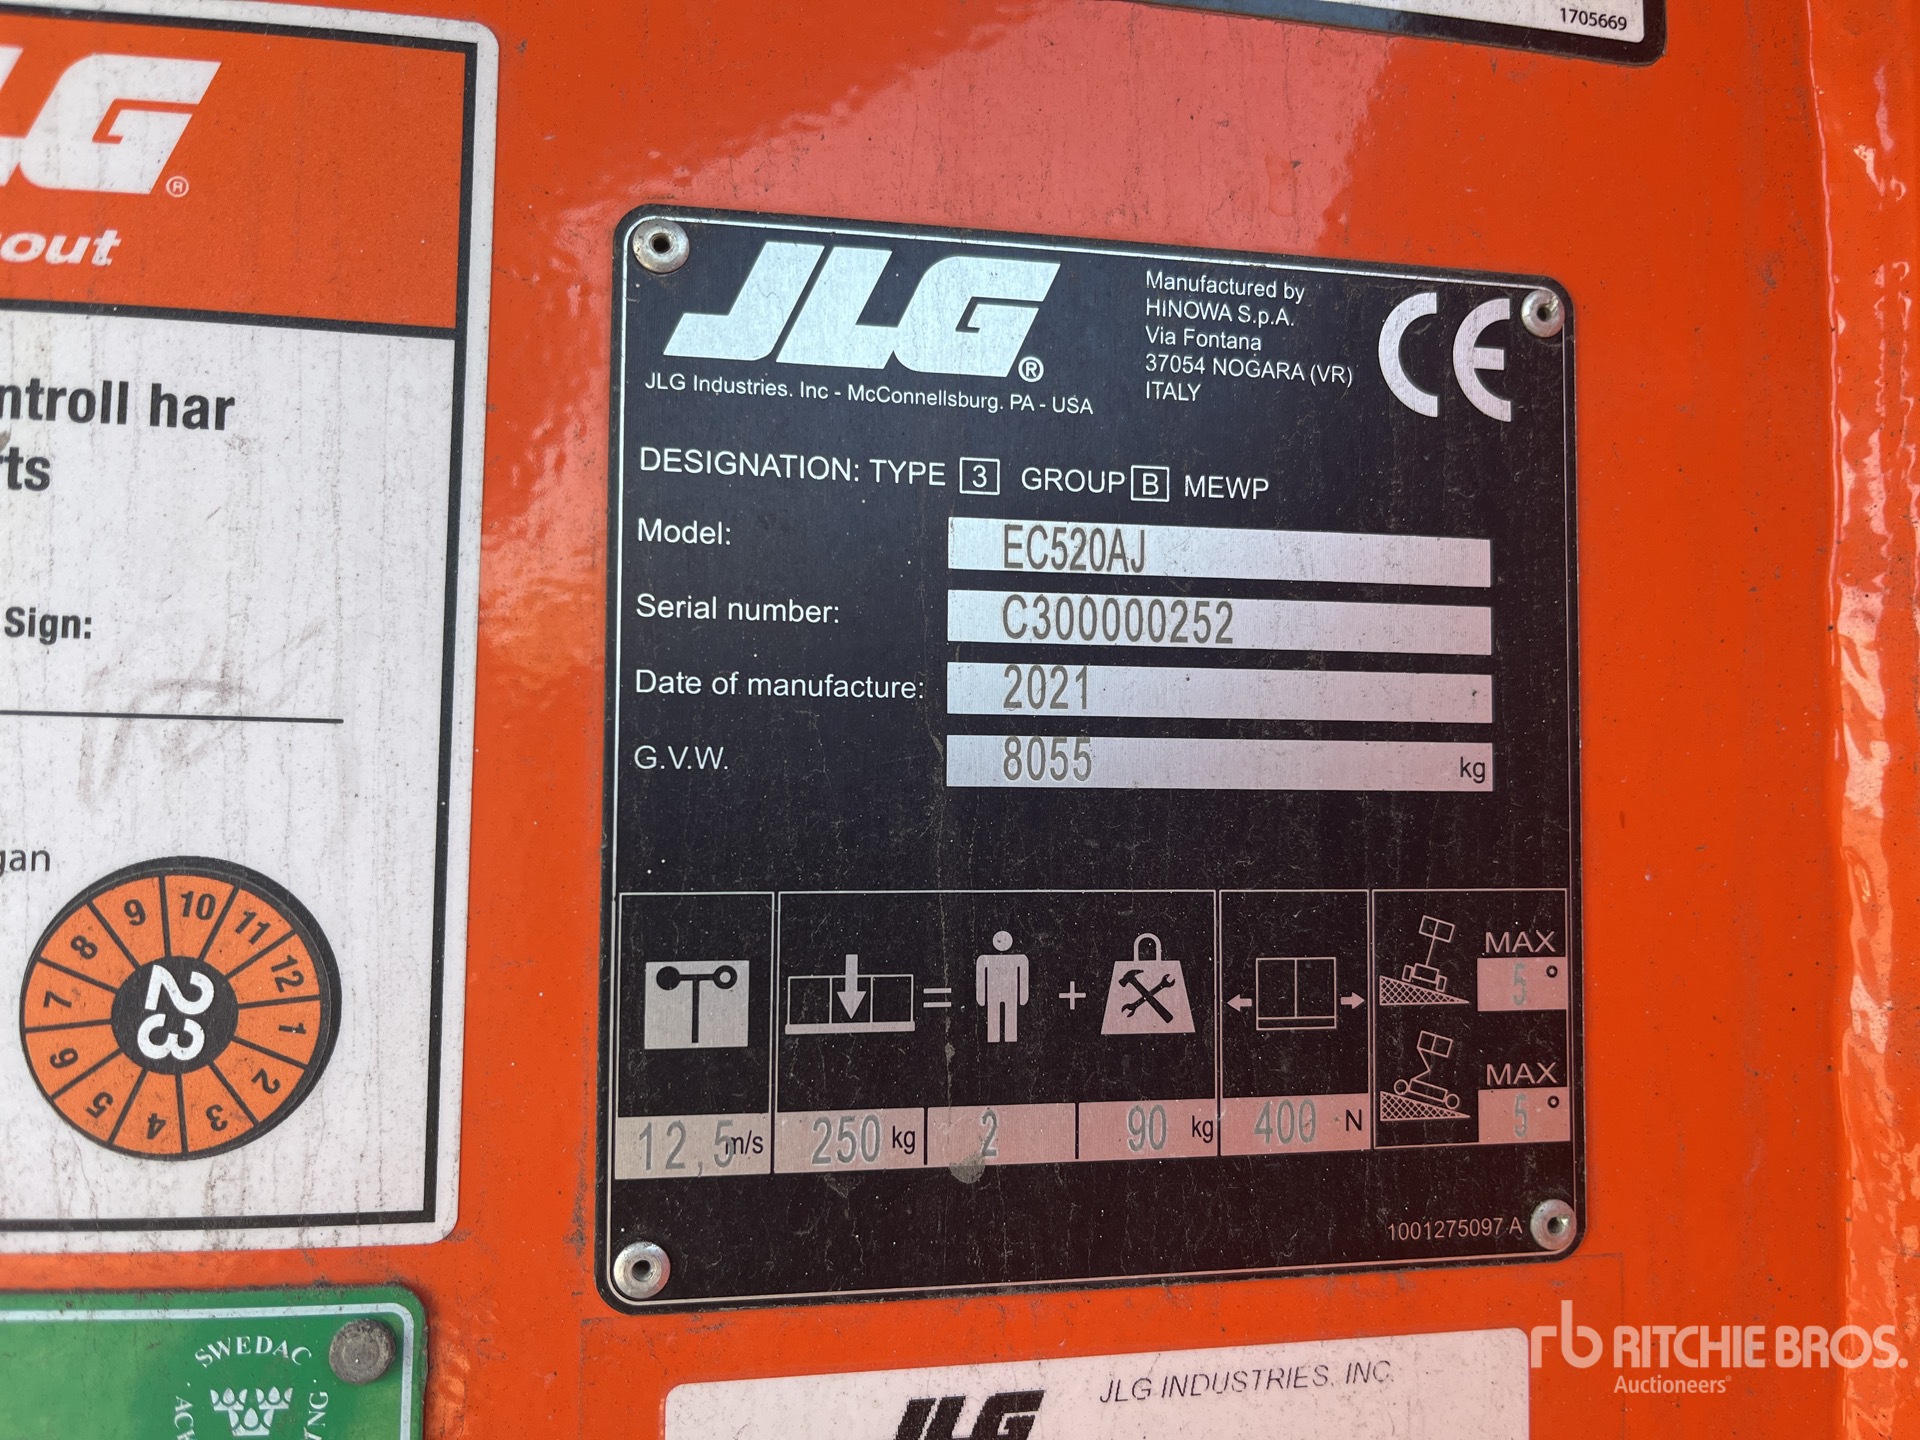 1705669
JLG®
ntroll har
ts
Sign:
gan
23
1 2 3 4 5 6 7 8 9 10 11 12
SWEDAC
JLG®
JLG Industries. Inc - McConnellsburg. PA - USA
Manufactured by
HINOWA S.p.A.
Via Fontana
37054 NOGARA (VR)
ITALY
CE
DESIGNATION: TYPE 3 GROUP B MEWP
Model: EC520AJ
Serial number: C300000252
Date of manufacture: 2021
G.V.W. 8055 kg
= +
MAX
5°
MAX
5°
12,5 m/s 250 kg 2 90 kg 400 N
1001275097 A
JLG INDUSTRIES, INC.
JLG
rb RITCHIE BROS.
Auctioneers